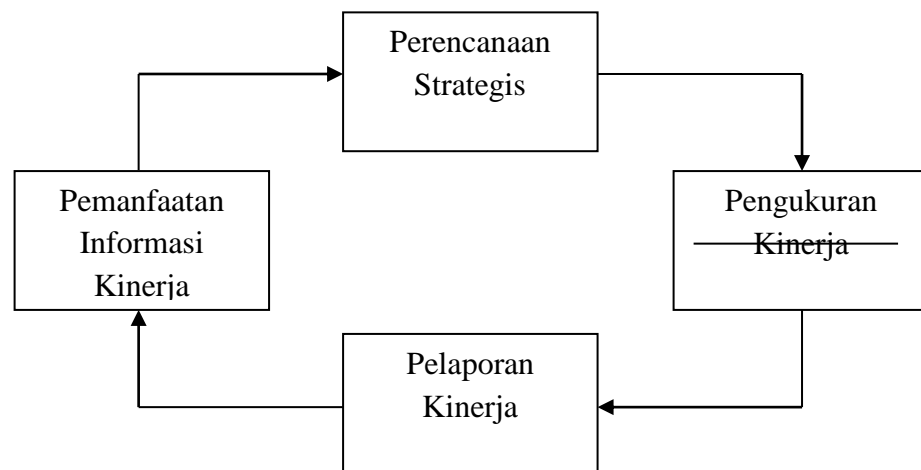 Perencanaan
Strategis
Pemanfaatan
Informasi
Kinerja
Pengukuran
Kinerja
Pelaporan
Kinerja